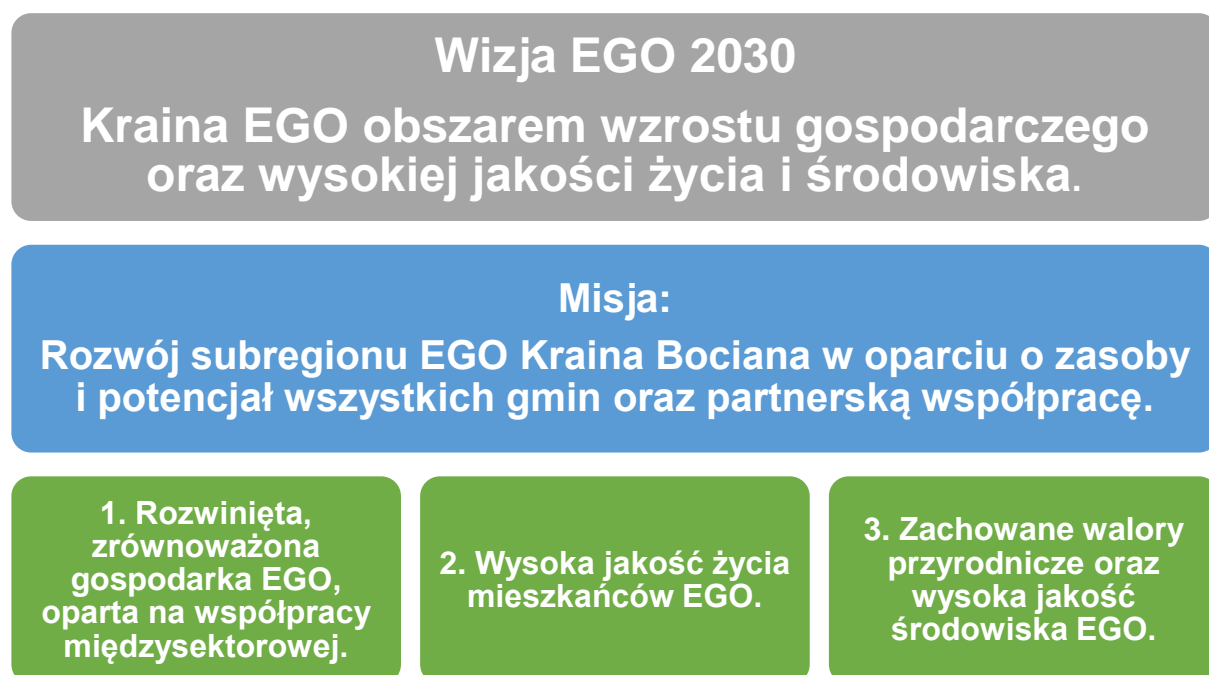 Wizja EGO 2030
Kraina EGO obszarem wzrostu gospodarczego
oraz wysokiej jakości życia i środowiska.
Misja:
Rozwój subregionu EGO Kraina Bociana w oparciu o zasoby
i potencjał wszystkich gmin oraz partnerską współpracę.
1. Rozwinięta,
zrównoważona
gospodarka EGO,
oparta na współpracy
międzysektorowej.
2. Wysoka jakość życia
mieszkańców EGO.
3. Zachowane walory
przyrodnicze oraz
wysoka jakość
środowiska EGO.